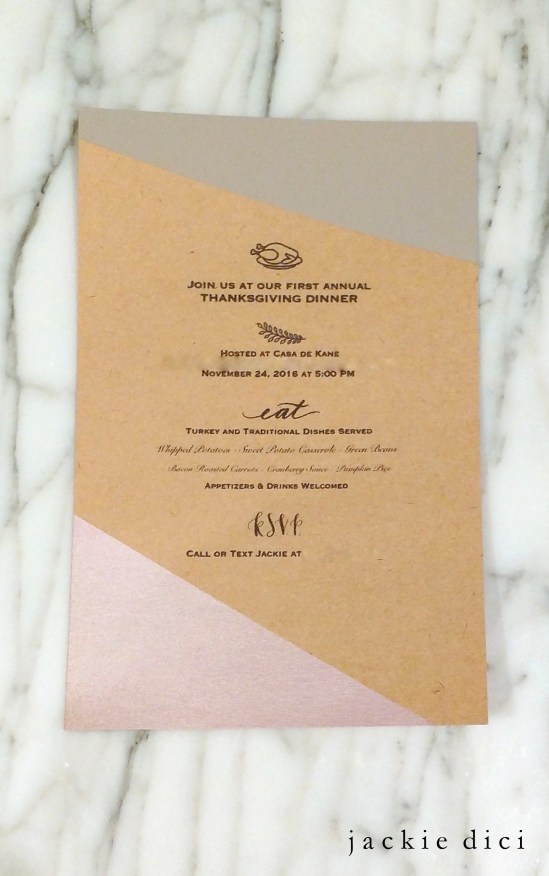 Join us at our first annual
Thanksgiving Dinner
Hosted at Casa de Kane
November 24, 2016 at 5:00 PM
eat
Turkey and Traditional Dishes Served
Whipped Potatoes · Sweet Potato Casserole · Green Beans
Bacon Roasted Carrots · Cranberry Sauce · Pumpkin Pies
Appetizers & Drinks Welcomed
RSVP
Call or Text Jackie at
jackie dici